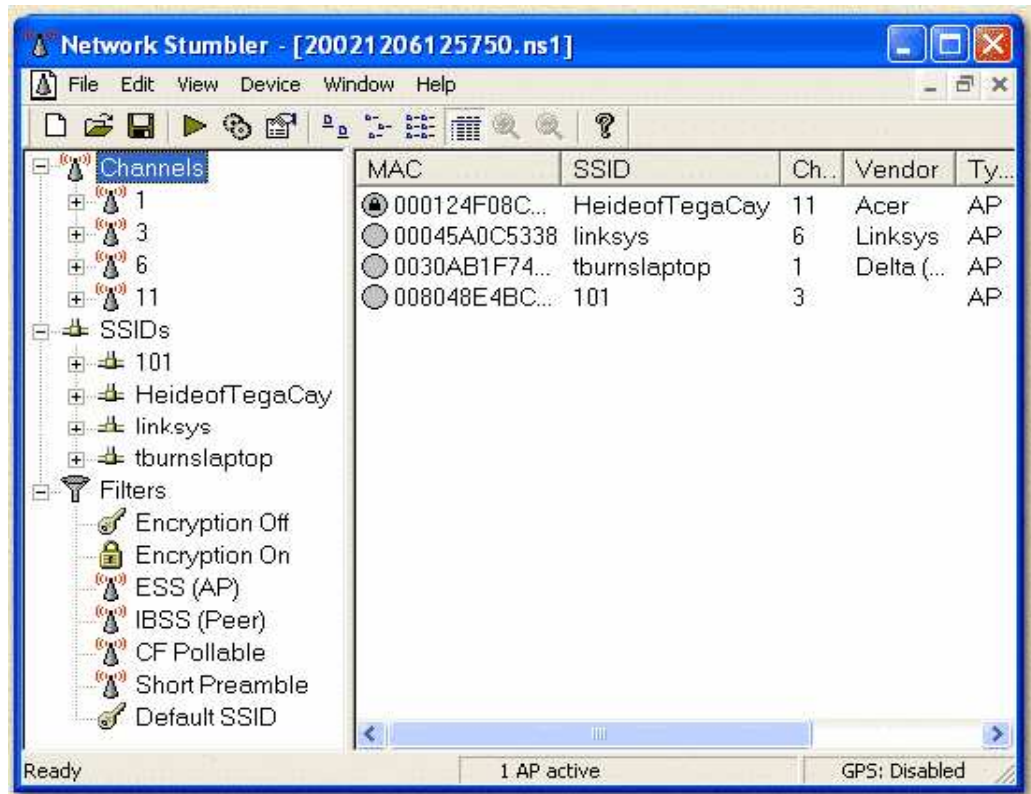 Network Stumbler - [20021206125750.ns1]
File Edit View Device Window Help
Channels
1
3
6
11
SSIDs
101
HeideofTegaCay
linksys
tburnslaptop
Filters
Encryption Off
Encryption On
ESS (AP)
IBSS (Peer)
CF Pollable
Short Preamble
Default SSID
MAC SSID Ch.. Vendor Ty...
000124F08C... HeideofTegaCay 11 Acer AP
00045A0C5338 linksys 6 Linksys AP
0030AB1F74... tburnslaptop 1 Delta (... AP
008048E4BC... 101 3 AP
Ready 1 AP active GPS: Disabled